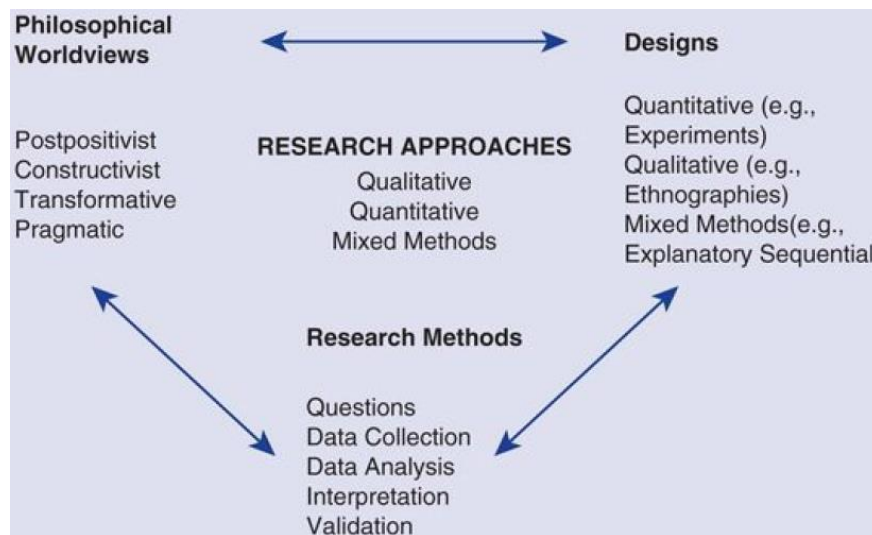 Philosophical
Worldviews
Designs
Postpositivist
Constructivist
Transformative
Pragmatic
RESEARCH APPROACHES
Qualitative
Quantitative
Mixed Methods
Quantitative (e.g.,
Experiments)
Qualitative (e.g.,
Ethnographies)
Mixed Methods(e.g.,
Explanatory Sequential
Research Methods
Questions
Data Collection
Data Analysis
Interpretation
Validation